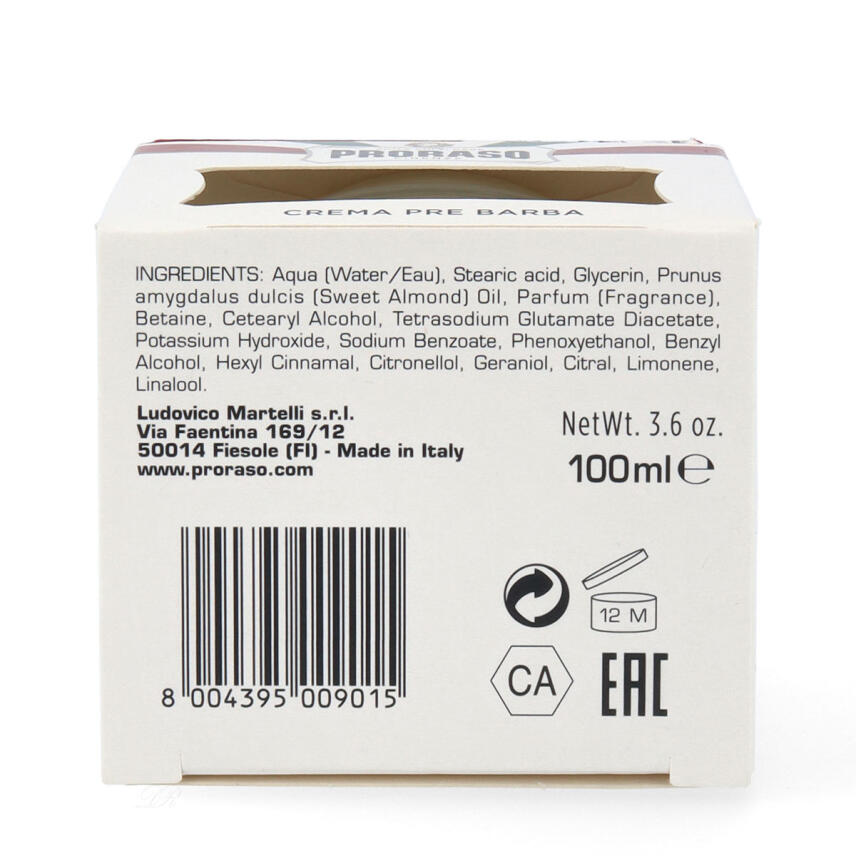 PRORASO
CREMA PRE BARBA
INGREDIENTS: Aqua (Water/Eau), Stearic acid, Glycerin, Prunus
amygdalus dulcis (Sweet Almond) Oil, Parfum (Fragrance),
Betaine, Cetearyl Alcohol, Tetrasodium Glutamate Diacetate,
Potassium Hydroxide, Sodium Benzoate, Phenoxyethanol, Benzyl
Alcohol, Hexyl Cinnamal, Citronellol, Geraniol, Citral, Limonene,
Linalool.
Ludovico Martelli s.r.l.
Via Faentina 169/12
50014 Fiesole (FI) - Made in Italy
www.proraso.com
NetWt. 3.6 oz.
100ml e
12 M
CA
EAC
8 004395 009015